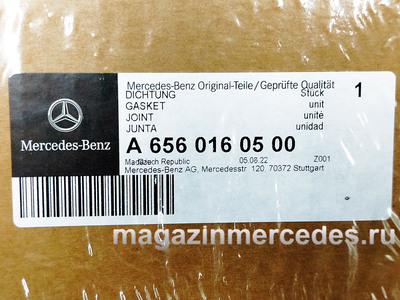 Mercedes-Benz Original-Teile/Geprüfte Qualität
DICHTUNG Stück 1
GASKET unit
JOINT unité
JUNTA unidad
Mercedes-Benz
A 656 016 05 00
Czech Republic 05.08.22 Z001
Mercedes-Benz AG, Mercedesstr 120 70372 Stuttgart
magazinmercedes.ru